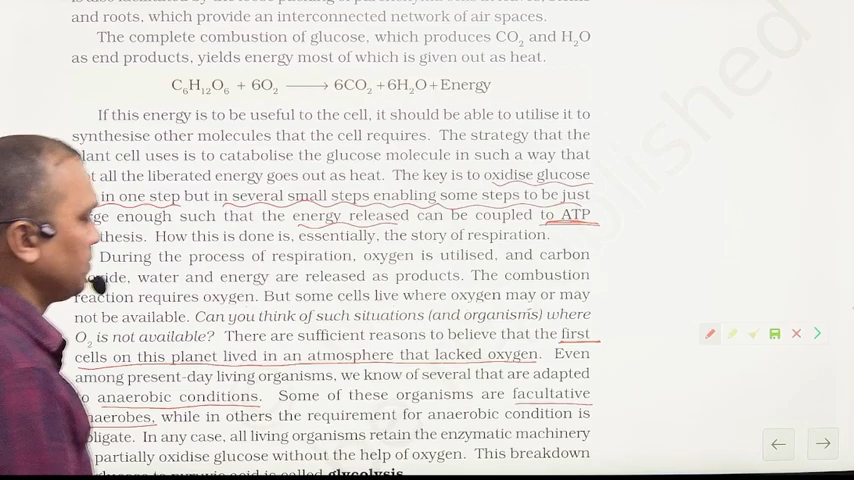 and roots, which provide an interconnected network of air spaces.
The complete combustion of glucose, which produces CO₂ and H₂O
as end products, yields energy most of which is given out as heat.
C₆H₁₂O₆ + 6O₂ ⟶ 6CO₂ + 6H₂O + Energy
If this energy is to be useful to the cell, it should be able to utilise it to
synthesise other molecules that the cell requires. The strategy that the
lant cell uses is to catabolise the glucose molecule in such a way that
t all the liberated energy goes out as heat. The key is to oxidise glucose
in one step but in several small steps enabling some steps to be just
ge enough such that the energy released can be coupled to ATP
thesis. How this is done is, essentially, the story of respiration.
During the process of respiration, oxygen is utilised, and carbon
ide, water and energy are released as products. The combustion
reaction requires oxygen. But some cells live where oxygen may or may
not be available. Can you think of such situations (and organisms) where
O₂ is not available? There are sufficient reasons to believe that the first
cells on this planet lived in an atmosphere that lacked oxygen. Even
among present-day living organisms, we know of several that are adapted
o anaerobic conditions. Some of these organisms are facultative
naerobes, while in others the requirement for anaerobic condition is
bligate. In any case, all living organisms retain the enzymatic machinery
partially oxidise glucose without the help of oxygen. This breakdown
to pyruvic acid is called glycolysis.
ublished